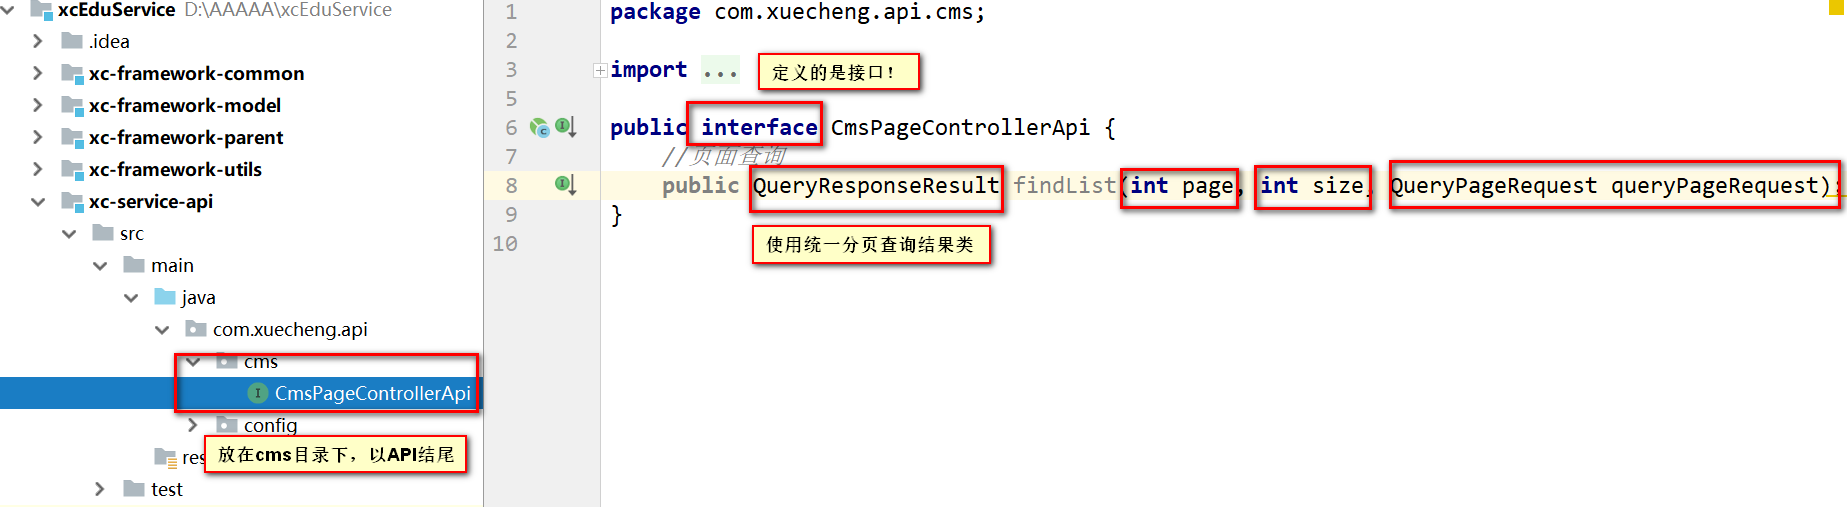 xcEduService D:\AAAAA\xcEduService
.idea
xc-framework-common
xc-framework-model
xc-framework-parent
xc-framework-utils
xc-service-api
src
main
java
com.xuecheng.api
cms
CmsPageControllerApi
config
放在cms目录下，以API结尾
res
test
1 package com.xuecheng.api.cms;
2
3 import ...
定义的是接口！
5
6 public interface CmsPageControllerApi {
7 //页面查询
8 public QueryResponseResult findList(int page, int size, QueryPageRequest queryPageRequest);
9 }
使用统一分页查询结果类
10